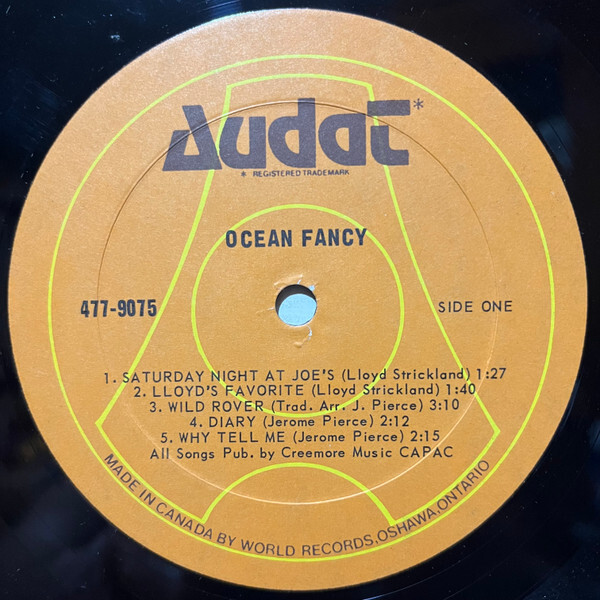 Audat*
* REGISTERED TRADEMARK
OCEAN FANCY
477-9075
SIDE ONE
1. SATURDAY NIGHT AT JOE'S (Lloyd Strickland) 1:27
2. LLOYD'S FAVORITE (Lloyd Strickland) 1:40
3. WILD ROVER (Trad. Arr. J. Pierce) 3:10
4. DIARY (Jerome Pierce) 2:12
5. WHY TELL ME (Jerome Pierce) 2:15
All Songs Pub. by Creemore Music CAPAC
MADE IN CANADA BY WORLD RECORDS, OSHAWA, ONTARIO